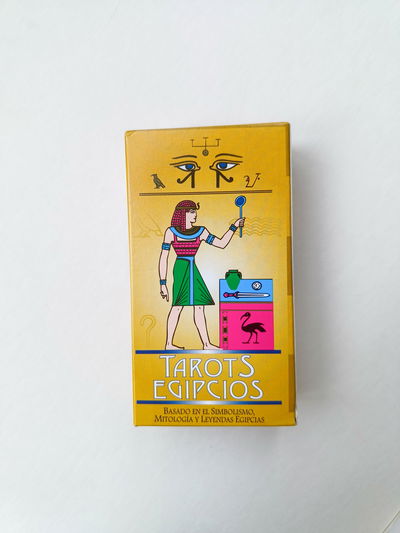 TAROTS
EGIPCIOS
BASADO EN EL SIMBOLISMO,
MITOLOGÍA Y LEYENDAS EGIPCIAS